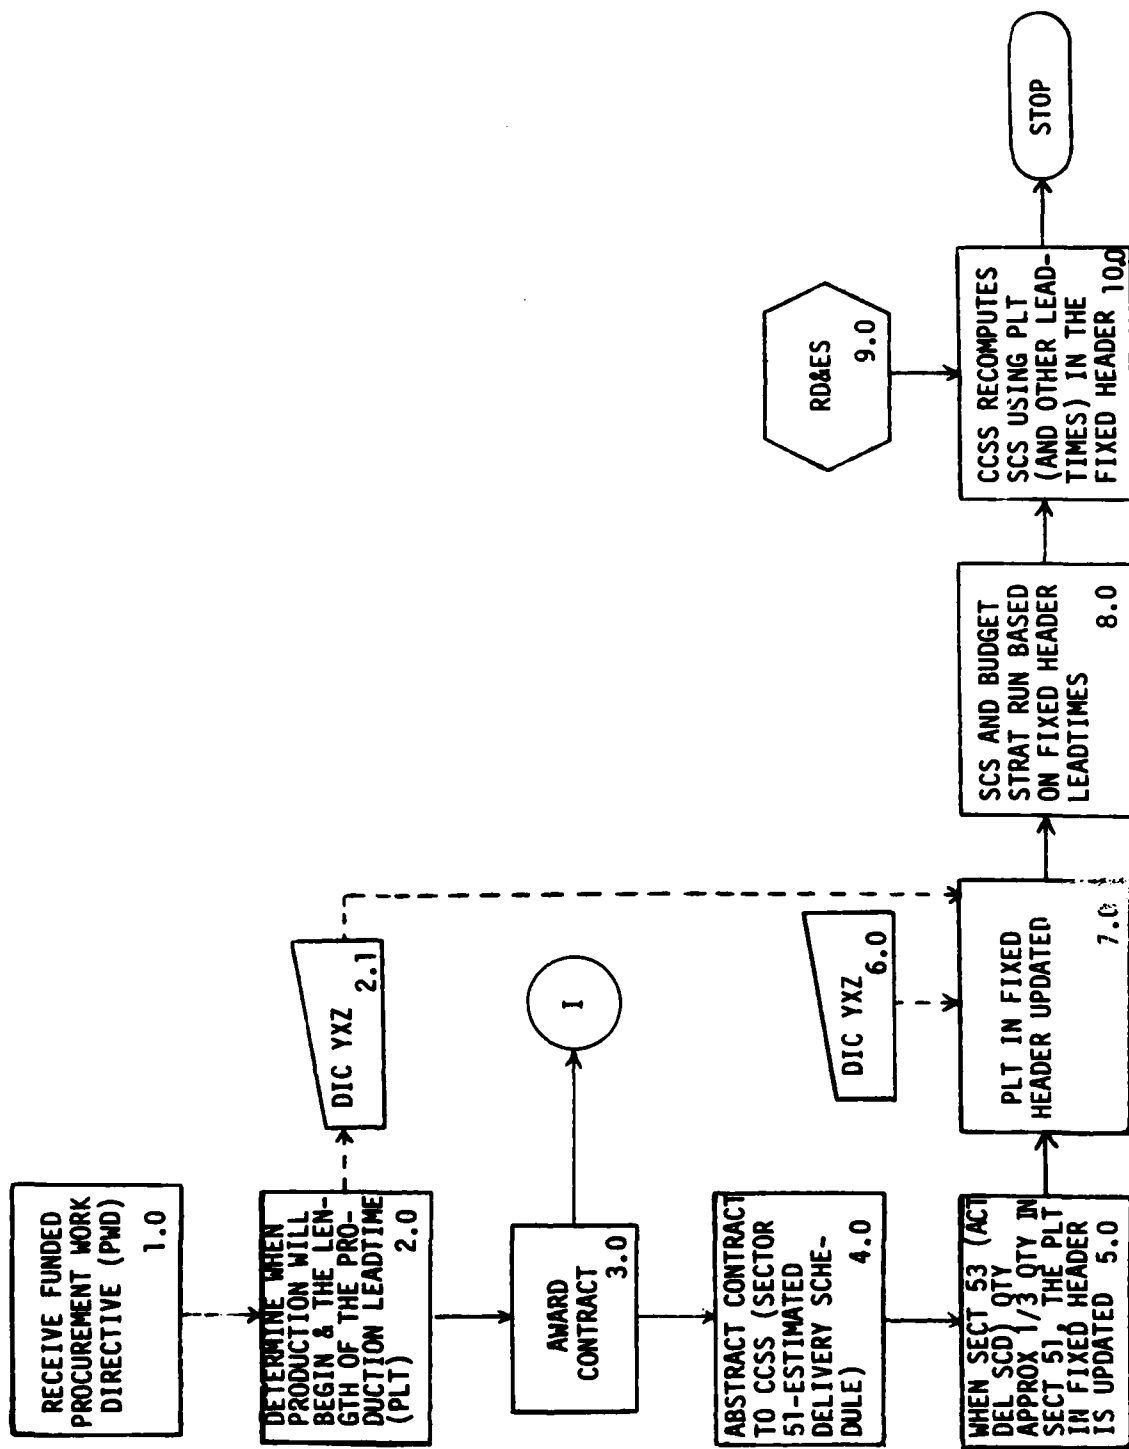 RECEIVE FUNDED
PROCUREMENT WORK
DIRECTIVE (PWD)
1.0
DETERMINE WHEN
PRODUCTION WILL
BEGIN & THE LEN-
GTH OF THE PRO-
DUCTION LEADTIME
(PLT)
2.0
DIC YXZ
2.1
AWARD
CONTRACT
3.0
I
ABSTRACT CONTRACT
TO CCSS (SECTOR
51-ESTIMATED
DELIVERY SCHE-
DULE)
4.0
WHEN SECT 53 (ACT
DEL SCD) QTY
APPROX 1/3 QTY IN
SECT 51, THE PLT
IN FIXED HEADER
IS UPDATED 5.0
DIC YXZ
6.0
PLT IN FIXED
HEADER UPDATED
7.0
SCS AND BUDGET
STRAT RUN BASED
ON FIXED HEADER
LEADTIMES
8.0
RD&ES
9.0
CCSS RECOMPUTES
SCS USING PLT
(AND OTHER LEAD-
TIMES) IN THE
FIXED HEADER 10.0
STOP